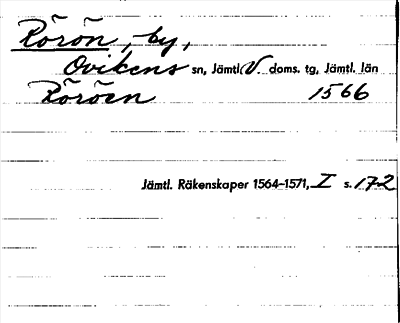 Rörön, by,
Ovikens sn, Jämtl. V. doms. tg, Jämtl. län
Röröen 1566
Jämtl. Räkenskaper 1564–1571, I s. 172